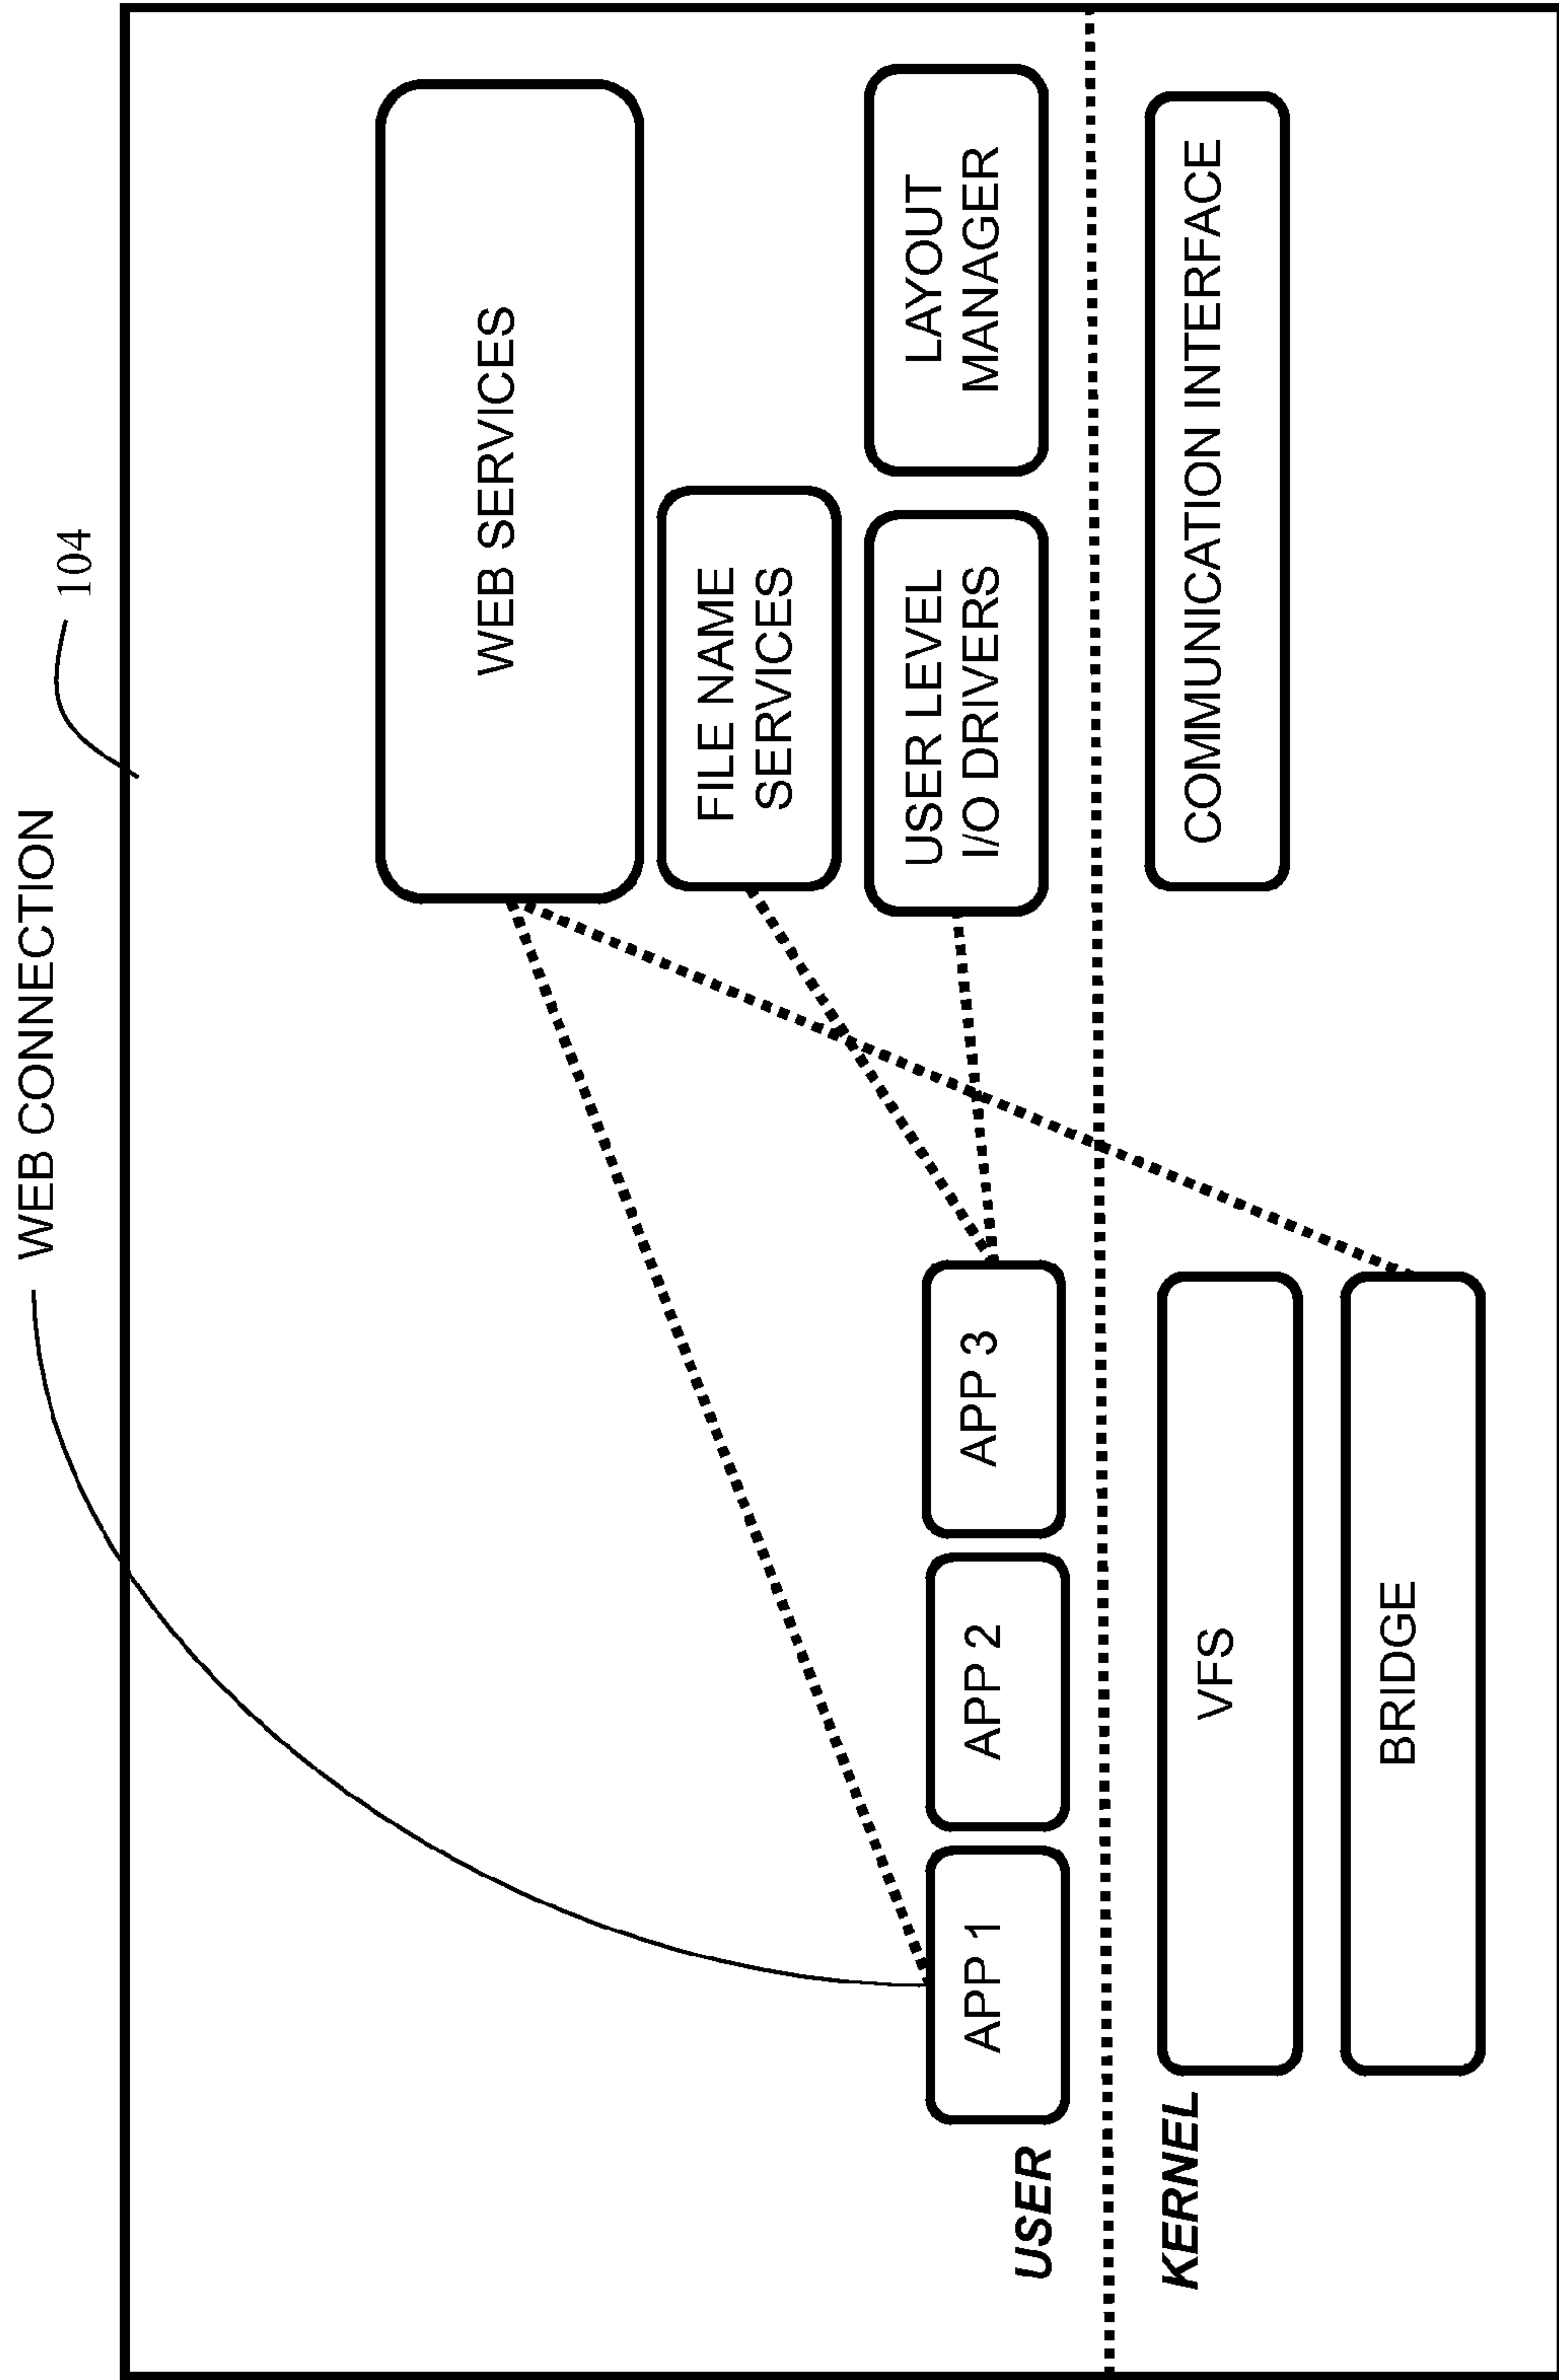 WEB CONNECTION
104
WEB SERVICES
FILE NAME
SERVICES
USER LEVEL
I/O DRIVERS
LAYOUT
MANAGER
APP 1
APP 2
APP 3
USER
KERNEL
VFS
COMMUNICATION INTERFACE
BRIDGE